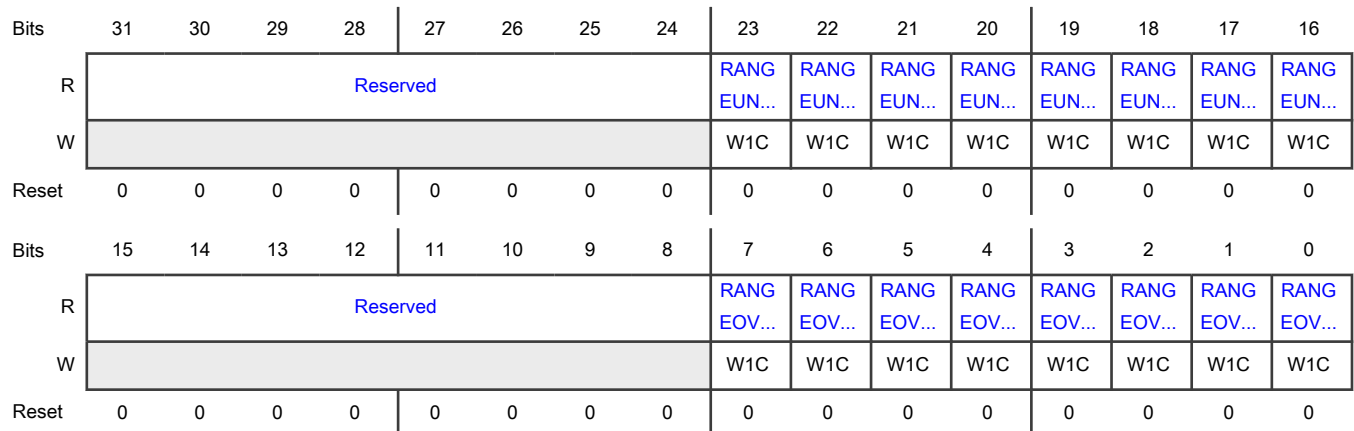 Bits 31 30 29 28 27 26 25 24 23 22 21 20 19 18 17 16
R Reserved RANG EUN... RANG EUN... RANG EUN... RANG EUN... RANG EUN... RANG EUN... RANG EUN... RANG EUN...
W W1C W1C W1C W1C W1C W1C W1C W1C
Reset 0 0 0 0 0 0 0 0 0 0 0 0 0 0 0 0
Bits 15 14 13 12 11 10 9 8 7 6 5 4 3 2 1 0
R Reserved RANG EOV... RANG EOV... RANG EOV... RANG EOV... RANG EOV... RANG EOV... RANG EOV... RANG EOV...
W W1C W1C W1C W1C W1C W1C W1C W1C
Reset 0 0 0 0 0 0 0 0 0 0 0 0 0 0 0 0